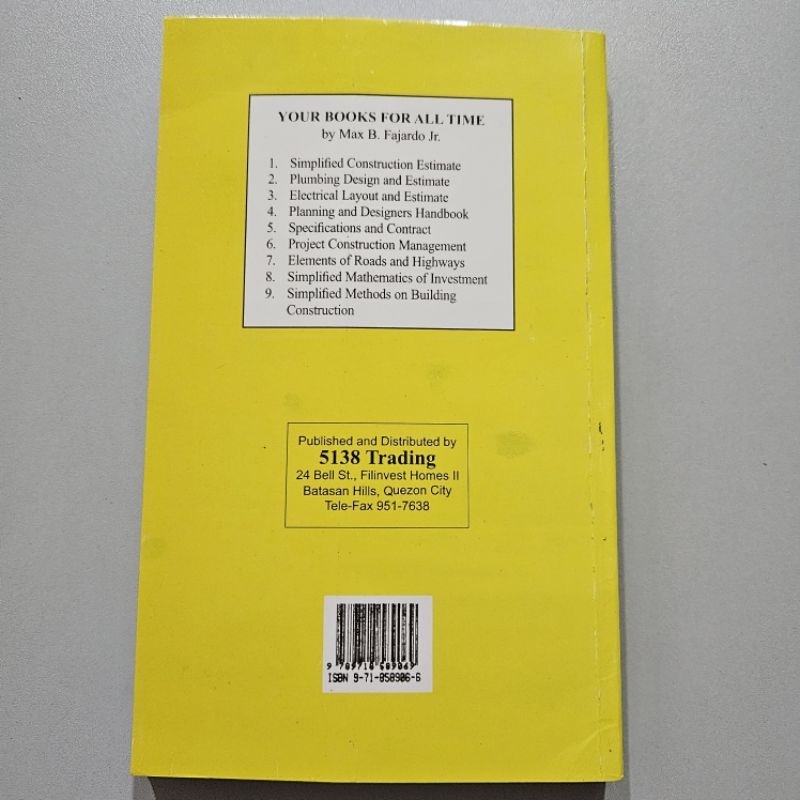 YOUR BOOKS FOR ALL TIME
by Max B. Fajardo Jr.
1. Simplified Construction Estimate
2. Plumbing Design and Estimate
3. Electrical Layout and Estimate
4. Planning and Designers Handbook
5. Specifications and Contract
6. Project Construction Management
7. Elements of Roads and Highways
8. Simplified Mathematics of Investment
9. Simplified Methods on Building
Construction
Published and Distributed by
5138 Trading
24 Bell St., Filinvest Homes II
Batasan Hills, Quezon City
Tele-Fax 951-7638
9 789718 589069
ISBN 9-71-858906-6